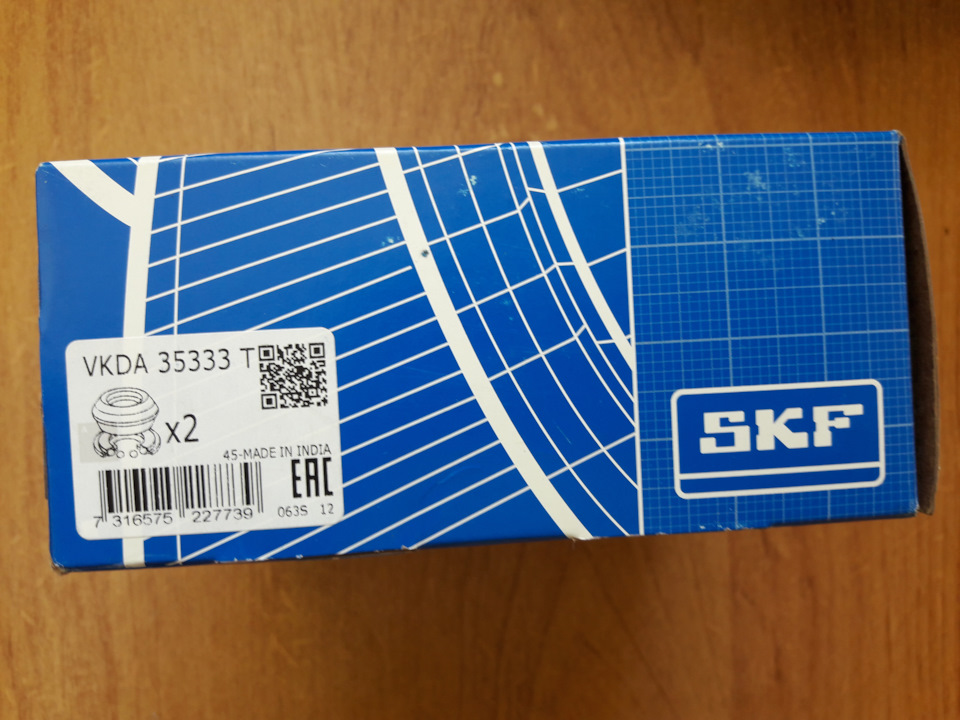 VKDA 35333 T
x2
45-MADE IN INDIA
EAC
7 316575 227739
063S 12
SKF